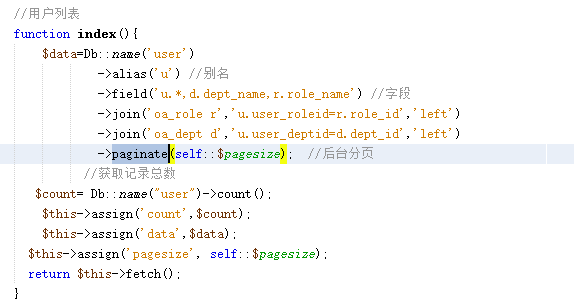 //用户列表
function index(){
$data=Db::name('user')
->alias('u') //别名
->field('u.*,d.dept_name,r.role_name') //字段
->join('oa_role r','u.user_roleid=r.role_id','left')
->join('oa_dept d','u.user_deptid=d.dept_id','left')
->paginate(self::$pagesize); //后台分页
//获取记录总数
$count= Db::name("user")->count();
$this->assign('count',$count);
$this->assign('data',$data);
$this->assign('pagesize', self::$pagesize);
return $this->fetch();
}